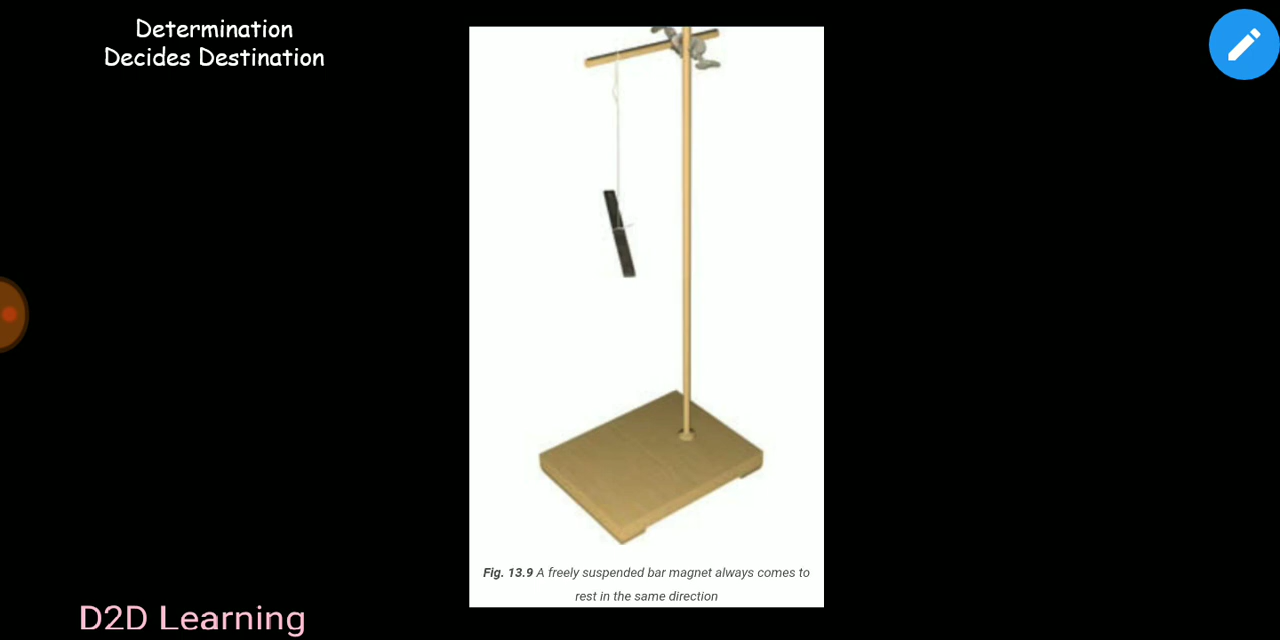 Determination
Decides Destination
Fig. 13.9 A freely suspended bar magnet always comes to
rest in the same direction
D2D Learning